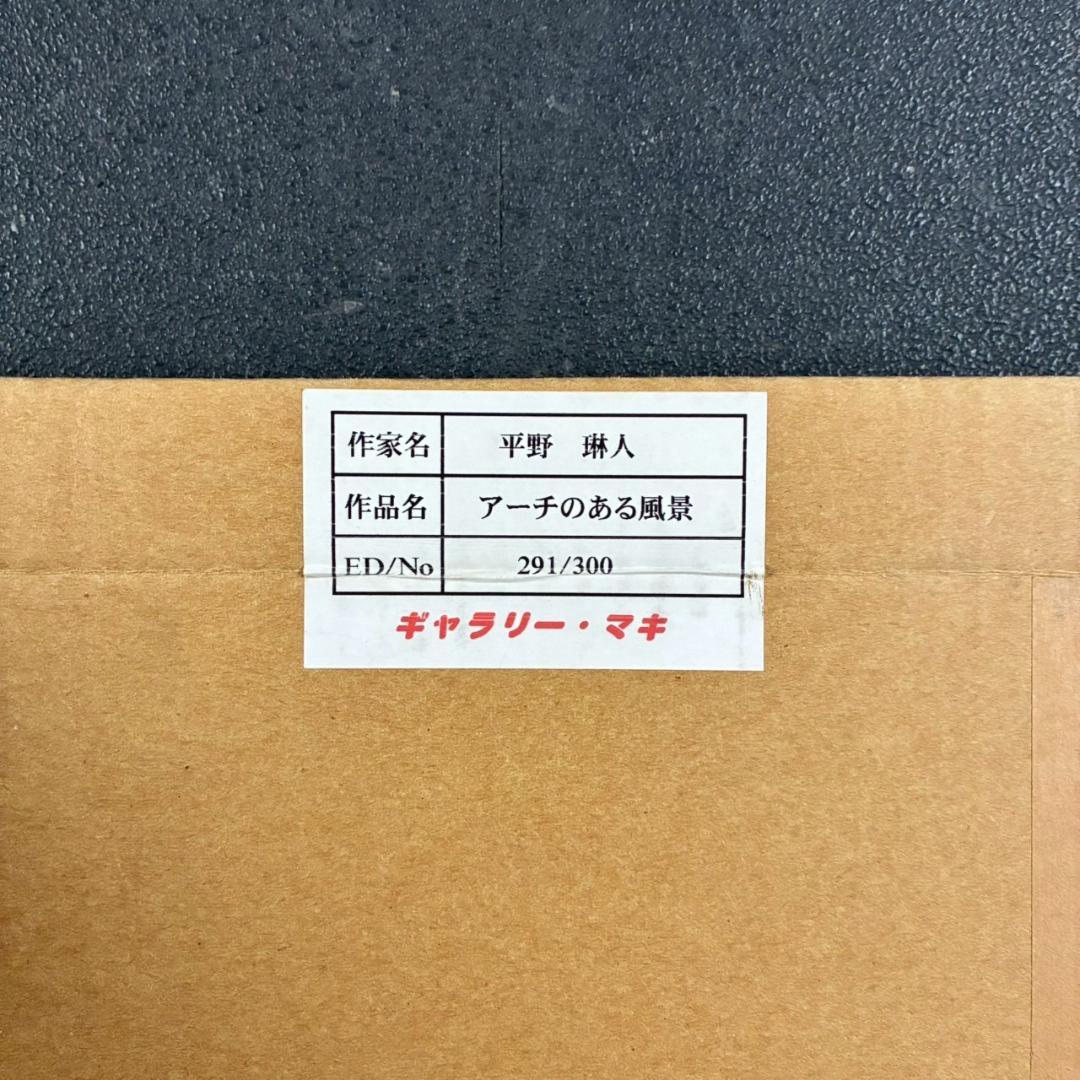 作家名 平野 琳人
作品名 アーチのある風景
ED/No 291/300
ギャラリー・マキ